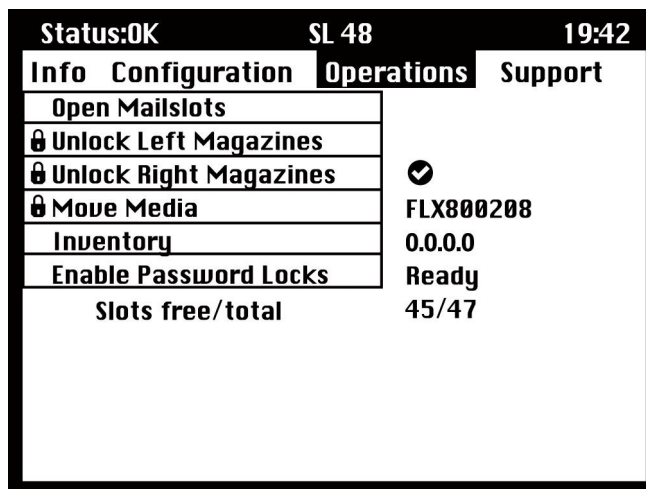 Status:OK SL 48 19:42
Info Configuration Operations Support
Open Mailslots
Unlock Left Magazines
Unlock Right Magazines
Move Media FLX800208
Inventory 0.0.0.0
Enable Password Locks Ready
Slots free/total 45/47